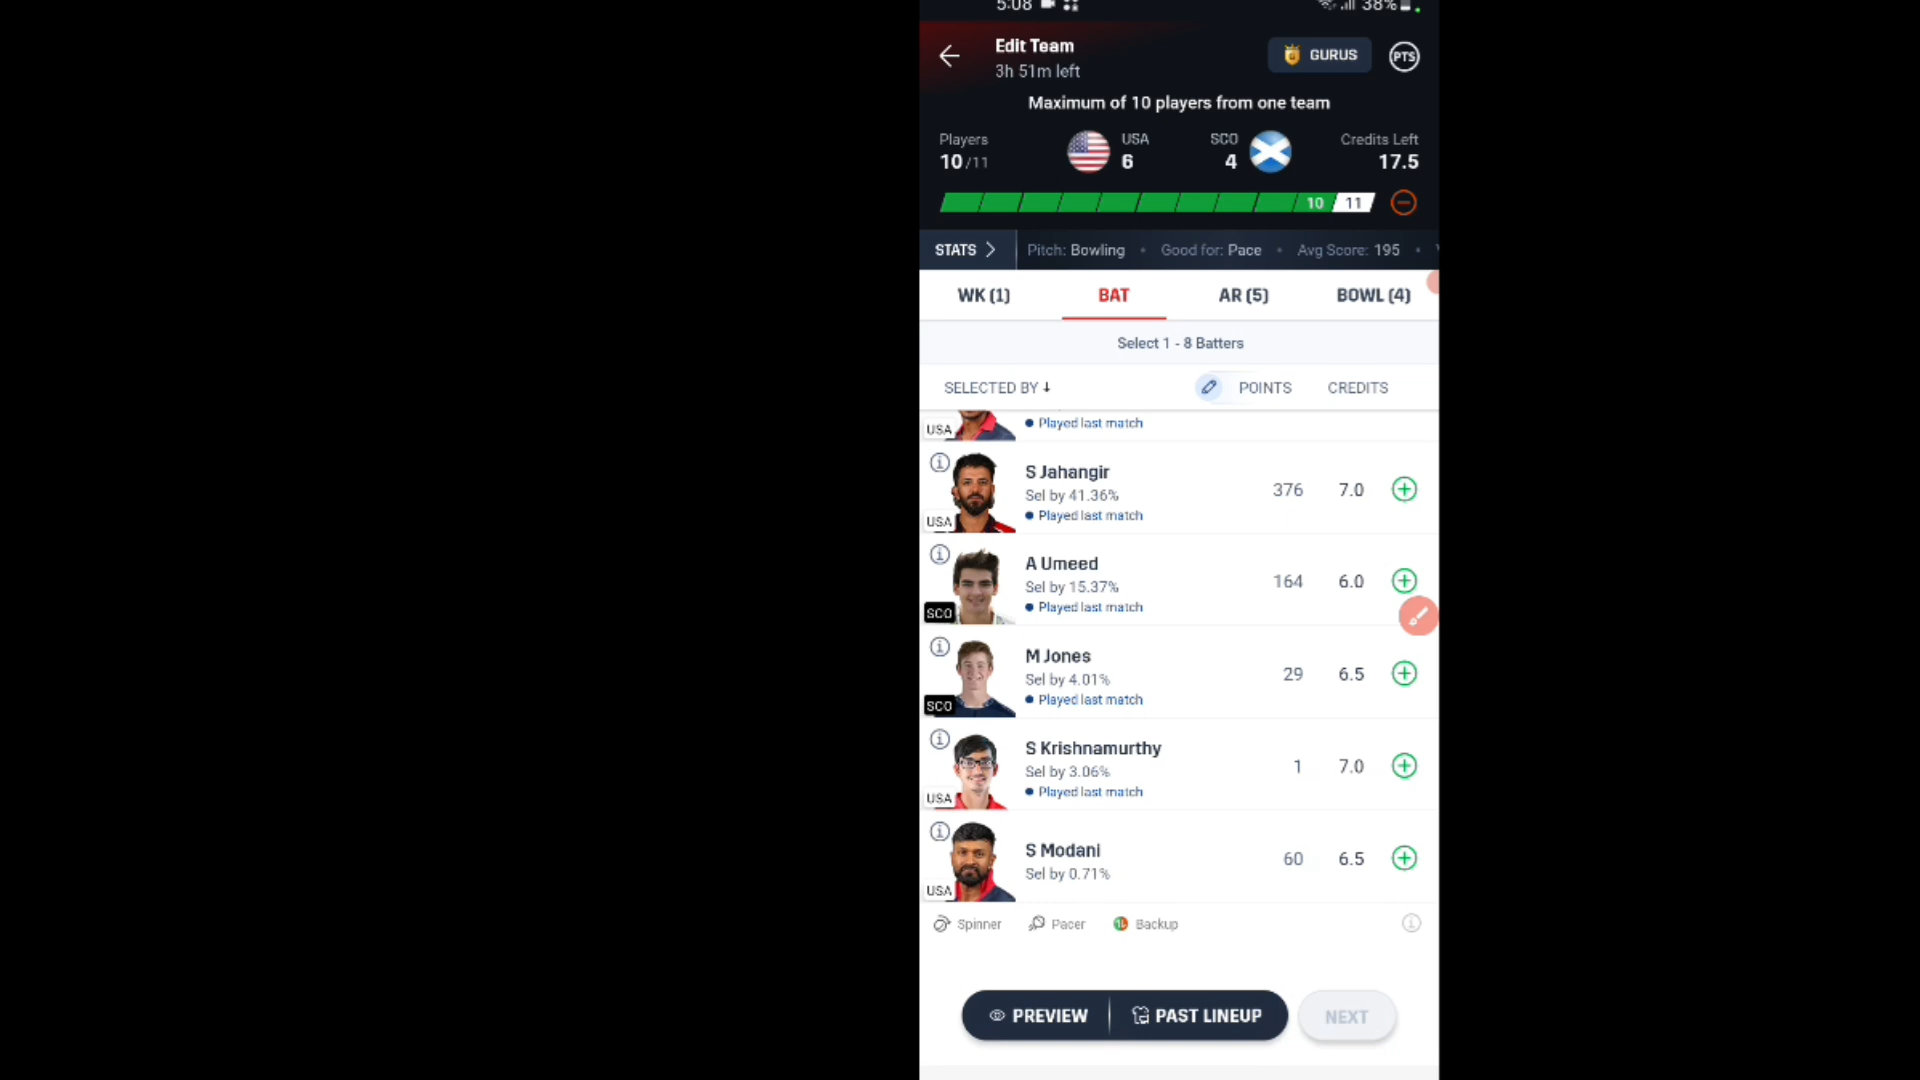 5:08 38%
Edit Team
3h 51m left
GURUS
PTS
Maximum of 10 players from one team
Players
10/11
USA
6
SCO
4
Credits Left
17.5
10 11
STATS Pitch: Bowling • Good for: Pace • Avg Score: 195 •
WK (1) BAT AR (5) BOWL (4)
Select 1 - 8 Batters
SELECTED BY ↓ POINTS CREDITS
USA
Played last match
S Jahangir
Sel by 41.36%
Played last match
USA
376 7.0
A Umeed
Sel by 15.37%
Played last match
SCO
164 6.0
M Jones
Sel by 4.01%
Played last match
SCO
29 6.5
S Krishnamurthy
Sel by 3.06%
Played last match
USA
1 7.0
S Modani
Sel by 0.71%
USA
60 6.5
Spinner Pacer Backup
PREVIEW PAST LINEUP NEXT